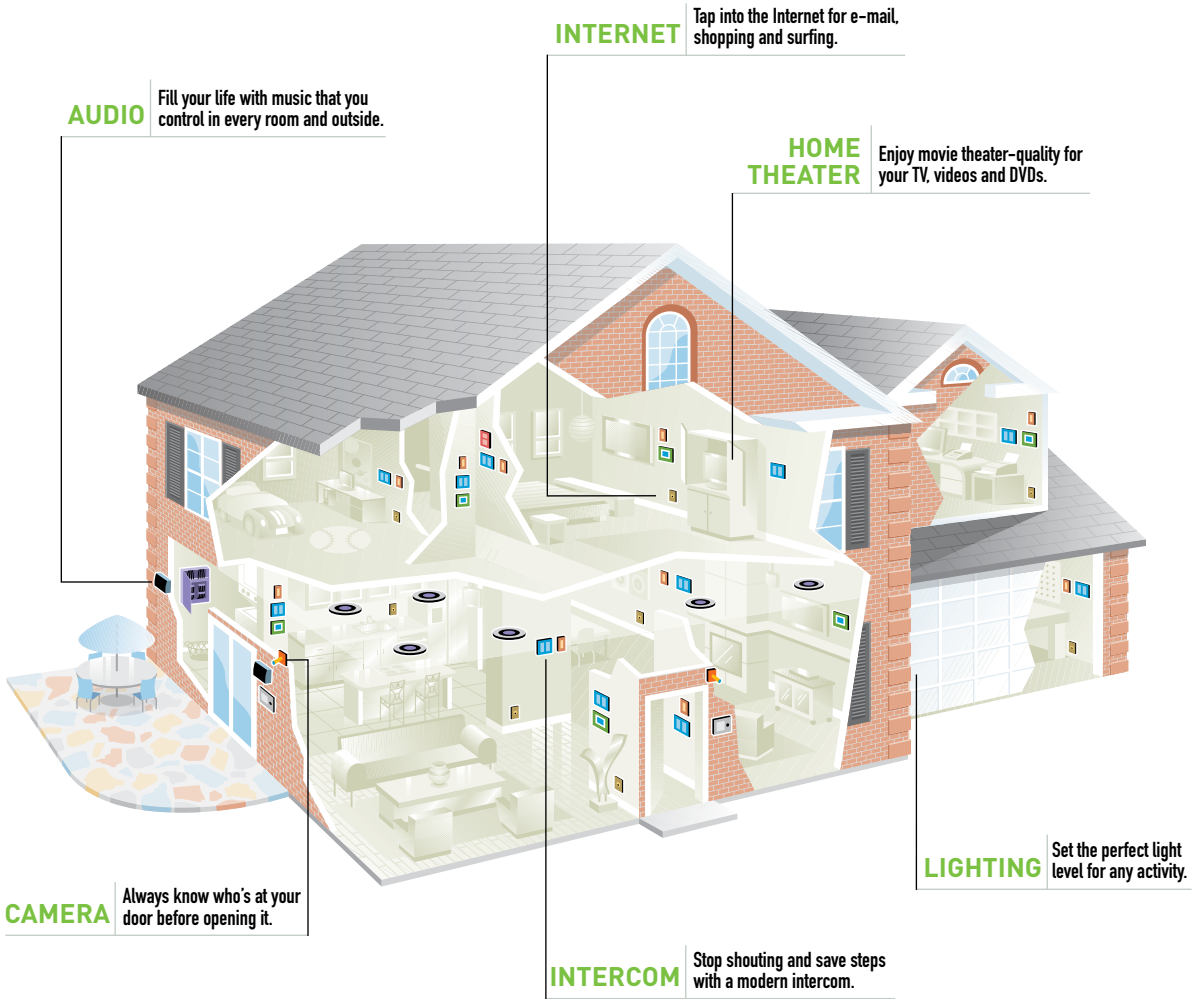 INTERNET
Tap into the Internet for e-mail,
shopping and surfing.
AUDIO
Fill your life with music that you
control in every room and outside.
HOME
THEATER
Enjoy movie theater-quality for
your TV, videos and DVDs.
LIGHTING
Set the perfect light
level for any activity.
CAMERA
Always know who's at your
door before opening it.
INTERCOM
Stop shouting and save steps
with a modern intercom.